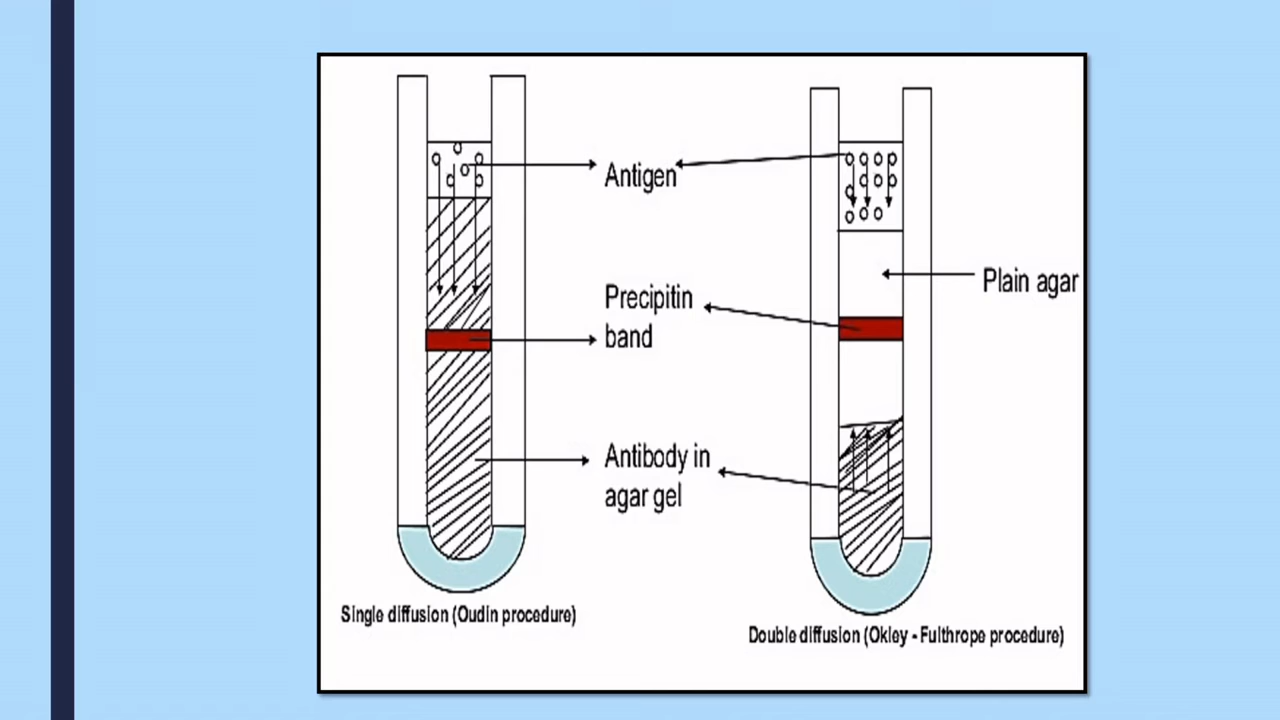 Antigen
Plain agar
Precipitin
band
Antibody in
agar gel
Single diffusion (Oudin procedure)
Double diffusion (Okley - Fulthrope procedure)